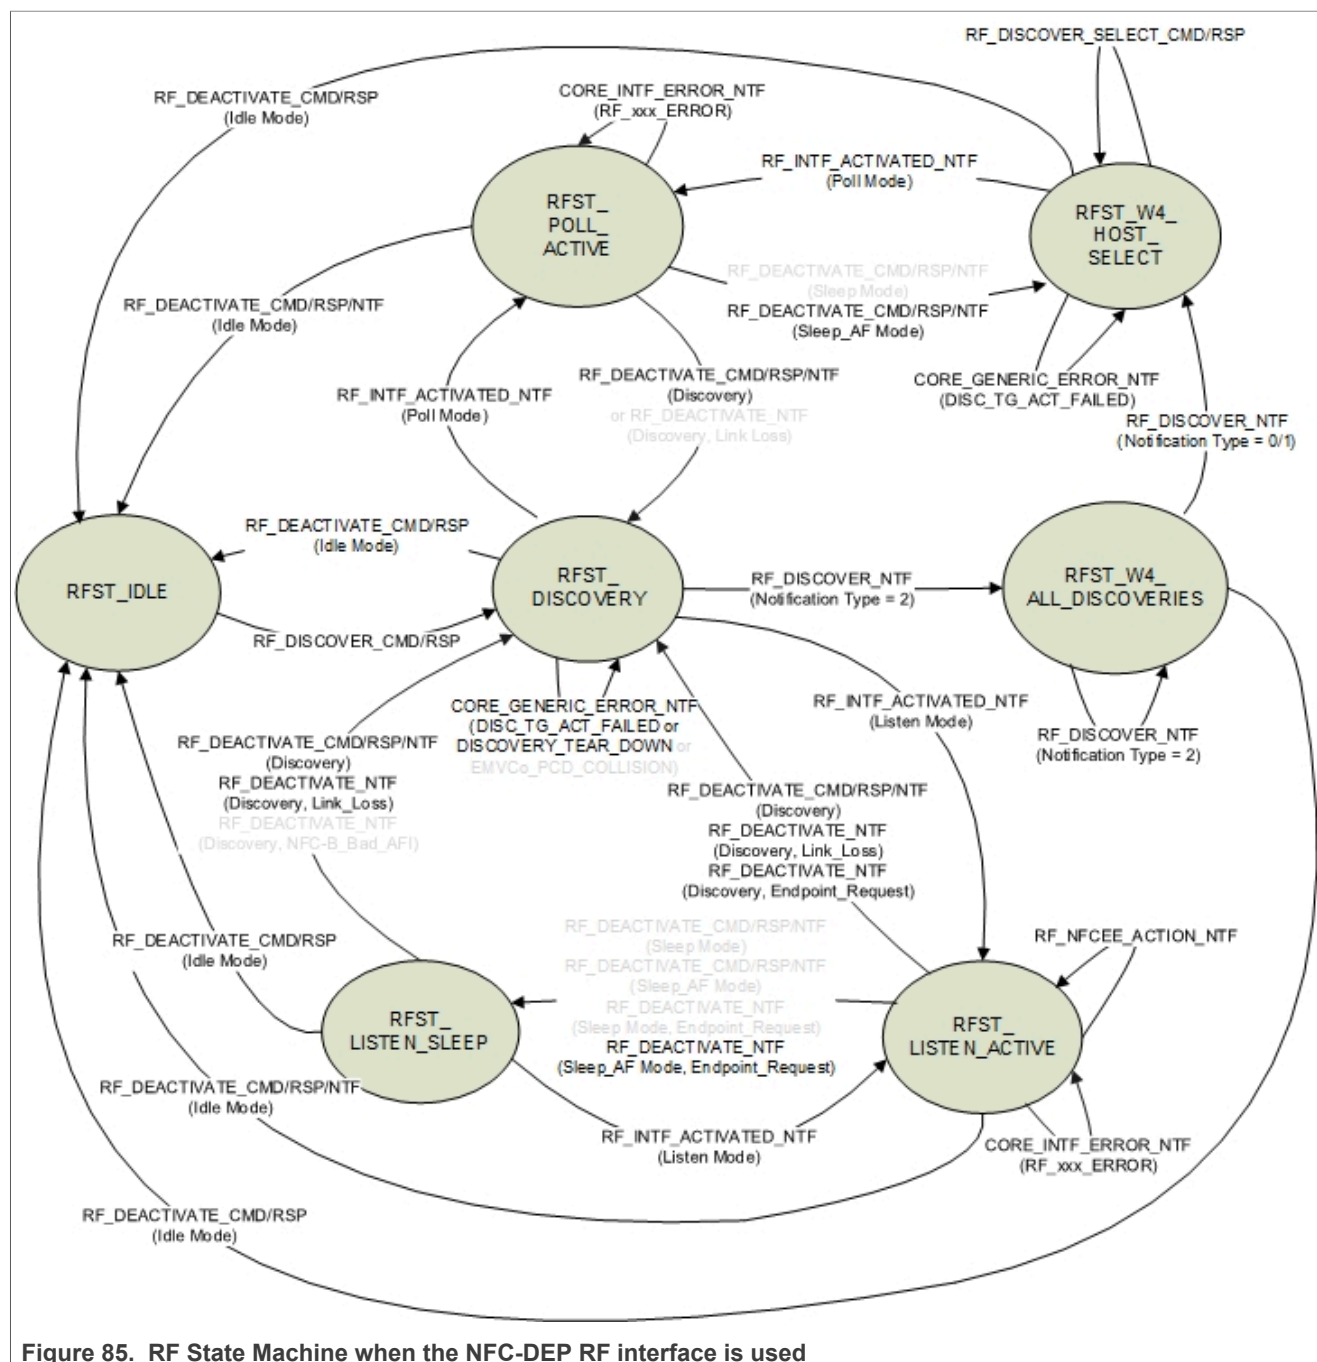 RF_DISCOVER_SELECT_CMD/RSP
RF_DEACTIVATE_CMD/RSP
(Idle Mode)
CORE_INTF_ERROR_NTF
(RF_xxx_ERROR)
RF_INTF_ACTIVATED_NTF
(Poll Mode)
RFST_
POLL_
ACTIVE
RFST_W4_
HOST_
SELECT
RF_DEACTIVATE_CMD/RSP/NTF
(Sleep Mode)
RF_DEACTIVATE_CMD/RSP/NTF
(Sleep_AF Mode)
RF_DEACTIVATE_CMD/RSP/NTF
(Idle Mode)
RF_INTF_ACTIVATED_NTF
(Poll Mode)
RF_DEACTIVATE_CMD/RSP/NTF
(Discovery)
or RF_DEACTIVATE_NTF
(Discovery, Link Loss)
CORE_GENERIC_ERROR_NTF
(DISC_TG_ACT_FAILED)
RF_DISCOVER_NTF
(Notification Type = 0/1)
RF_DEACTIVATE_CMD/RSP
(Idle Mode)
RFST_IDLE
RFST_
DISCOVERY
RF_DISCOVER_NTF
(Notification Type = 2)
RFST_W4_
ALL_DISCOVERIES
RF_DISCOVER_CMD/RSP
CORE_GENERIC_ERROR_NTF
(DISC_TG_ACT_FAILED or
DISCOVERY_TEAR_DOWN or
EMVCo_PCD_COLLISION)
RF_INTF_ACTIVATED_NTF
(Listen Mode)
RF_DISCOVER_NTF
(Notification Type = 2)
RF_DEACTIVATE_CMD/RSP/NTF
(Discovery)
RF_DEACTIVATE_NTF
(Discovery, Link_Loss)
RF_DEACTIVATE_NTF
(Discovery, NFC-B_Bad_AFI)
RF_DEACTIVATE_CMD/RSP/NTF
(Discovery)
RF_DEACTIVATE_NTF
(Discovery, Link_Loss)
RF_DEACTIVATE_NTF
(Discovery, Endpoint_Request)
RF_DEACTIVATE_CMD/RSP
(Idle Mode)
RF_DEACTIVATE_CMD/RSP/NTF
(Sleep Mode)
RF_DEACTIVATE_CMD/RSP/NTF
(Sleep_AF Mode)
RF_DEACTIVATE_NTF
(Sleep Mode, Endpoint_Request)
RF_DEACTIVATE_NTF
(Sleep_AF Mode, Endpoint_Request)
RF_NFCEE_ACTION_NTF
RFST_
LISTEN_SLEEP
RFST_
LISTEN_ACTIVE
RF_DEACTIVATE_CMD/RSP/NTF
(Idle Mode)
RF_INTF_ACTIVATED_NTF
(Listen Mode)
CORE_INTF_ERROR_NTF
(RF_xxx_ERROR)
RF_DEACTIVATE_CMD/RSP
(Idle Mode)
Figure 85. RF State Machine when the NFC-DEP RF interface is used